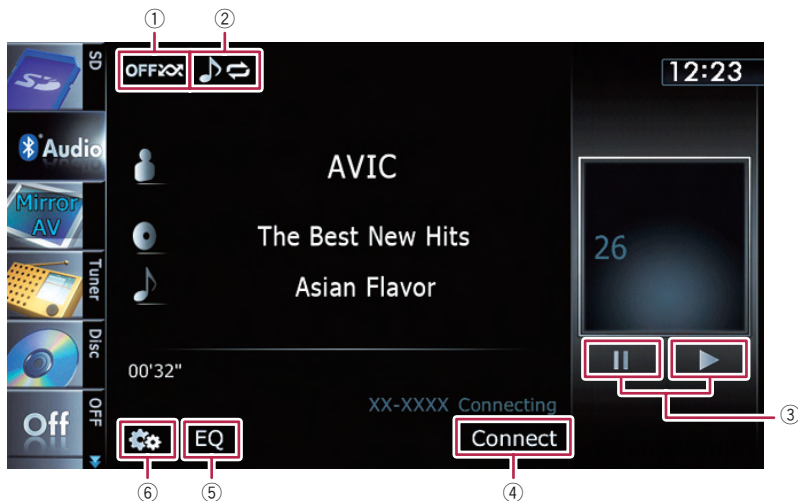 ① ②
SD
OFF
12:23
Audio
AVIC
Mirror AV
The Best New Hits
26
Tuner
Asian Flavor
Disc
00'32"
③
XX-XXXX Connecting
Off
OFF
EQ
Connect
⑥ ⑤ ④